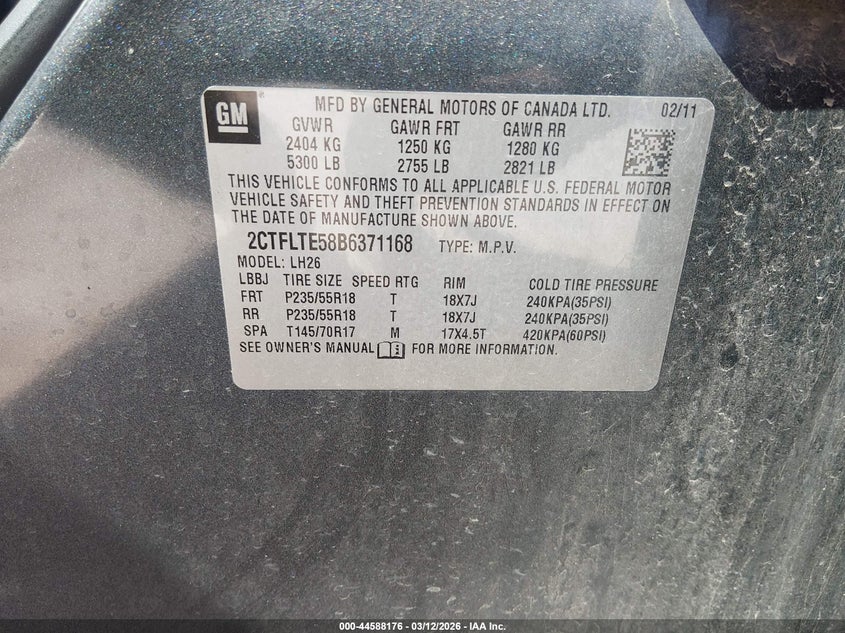 GM
MFD BY GENERAL MOTORS OF CANADA LTD. 02/11
GVWR GAWR FRT GAWR RR
2404 KG 1250 KG 1280 KG
5300 LB 2755 LB 2821 LB
THIS VEHICLE CONFORMS TO ALL APPLICABLE U.S. FEDERAL MOTOR
VEHICLE SAFETY AND THEFT PREVENTION STANDARDS IN EFFECT ON
THE DATE OF MANUFACTURE SHOWN ABOVE.
2CTFLTE58B6371168 TYPE: M.P.V.
MODEL: LH26
LBBJ TIRE SIZE SPEED RTG RIM COLD TIRE PRESSURE
FRT P235/55R18 T 18X7J 240KPA(35PSI)
RR P235/55R18 T 18X7J 240KPA(35PSI)
SPA T145/70R17 M 17X4.5T 420KPA(60PSI)
SEE OWNER'S MANUAL FOR MORE INFORMATION.
000-44588176 - 03/12/2026 - IAA Inc.